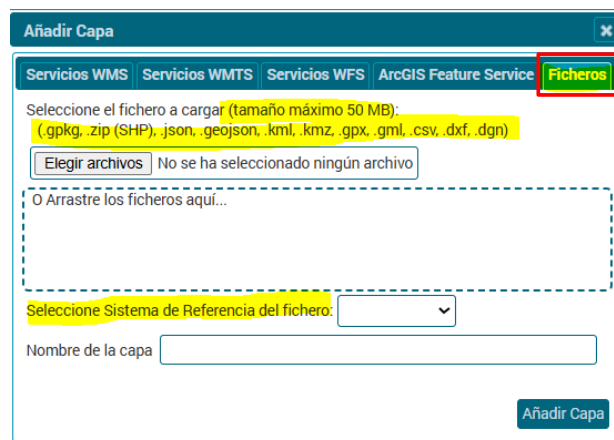 Añadir Capa
Servicios WMS Servicios WMTS Servicios WFS ArcGIS Feature Service Ficheros
Seleccione el fichero a cargar (tamaño máximo 50 MB):
(.gpkg, .zip (SHP), .json, .geojson, .kml, .kmz, .gpx, .gml, .csv, .dxf, .dgn)
Elegir archivos No se ha seleccionado ningún archivo
O Arrastre los ficheros aquí...
Seleccione Sistema de Referencia del fichero:
Nombre de la capa
Añadir Capa